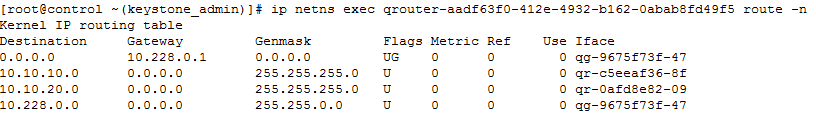 [root@control ~(keystone_admin)]# ip netns exec qrouter-aadf63f0-412e-4932-b162-0abab8fd49f5 route -n
Kernel IP routing table
Destination     Gateway         Genmask         Flags Metric Ref    Use Iface
0.0.0.0         10.228.0.1      0.0.0.0         UG    0      0        0 qg-9675f73f-47
10.10.10.0      0.0.0.0         255.255.255.0   U     0      0        0 qr-c5eeaf36-8f
10.10.20.0      0.0.0.0         255.255.255.0   U     0      0        0 qr-0afd8e82-09
10.228.0.0      0.0.0.0         255.255.0.0     U     0      0        0 qg-9675f73f-47